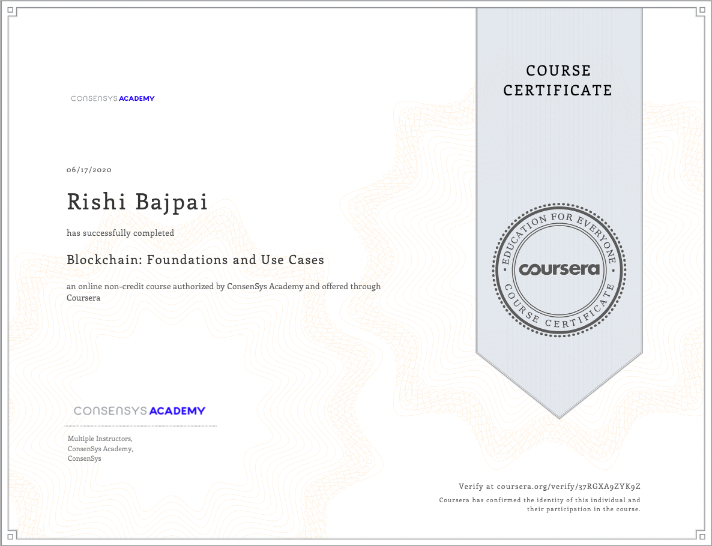 COURSE
CERTIFICATE
CONSENSYS ACADEMY
06/17/2020
Rishi Bajpai
has successfully completed
Blockchain: Foundations and Use Cases
an online non-credit course authorized by ConsenSys Academy and offered through
Coursera
EDUCATION FOR EVERYONE
coursera
COURSE CERTIFICATE
CONSENSYS ACADEMY
Multiple Instructors,
ConsenSys Academy,
ConsenSys
Verify at coursera.org/verify/37RGXA9ZYK9Z
Coursera has confirmed the identity of this individual and
their participation in the course.